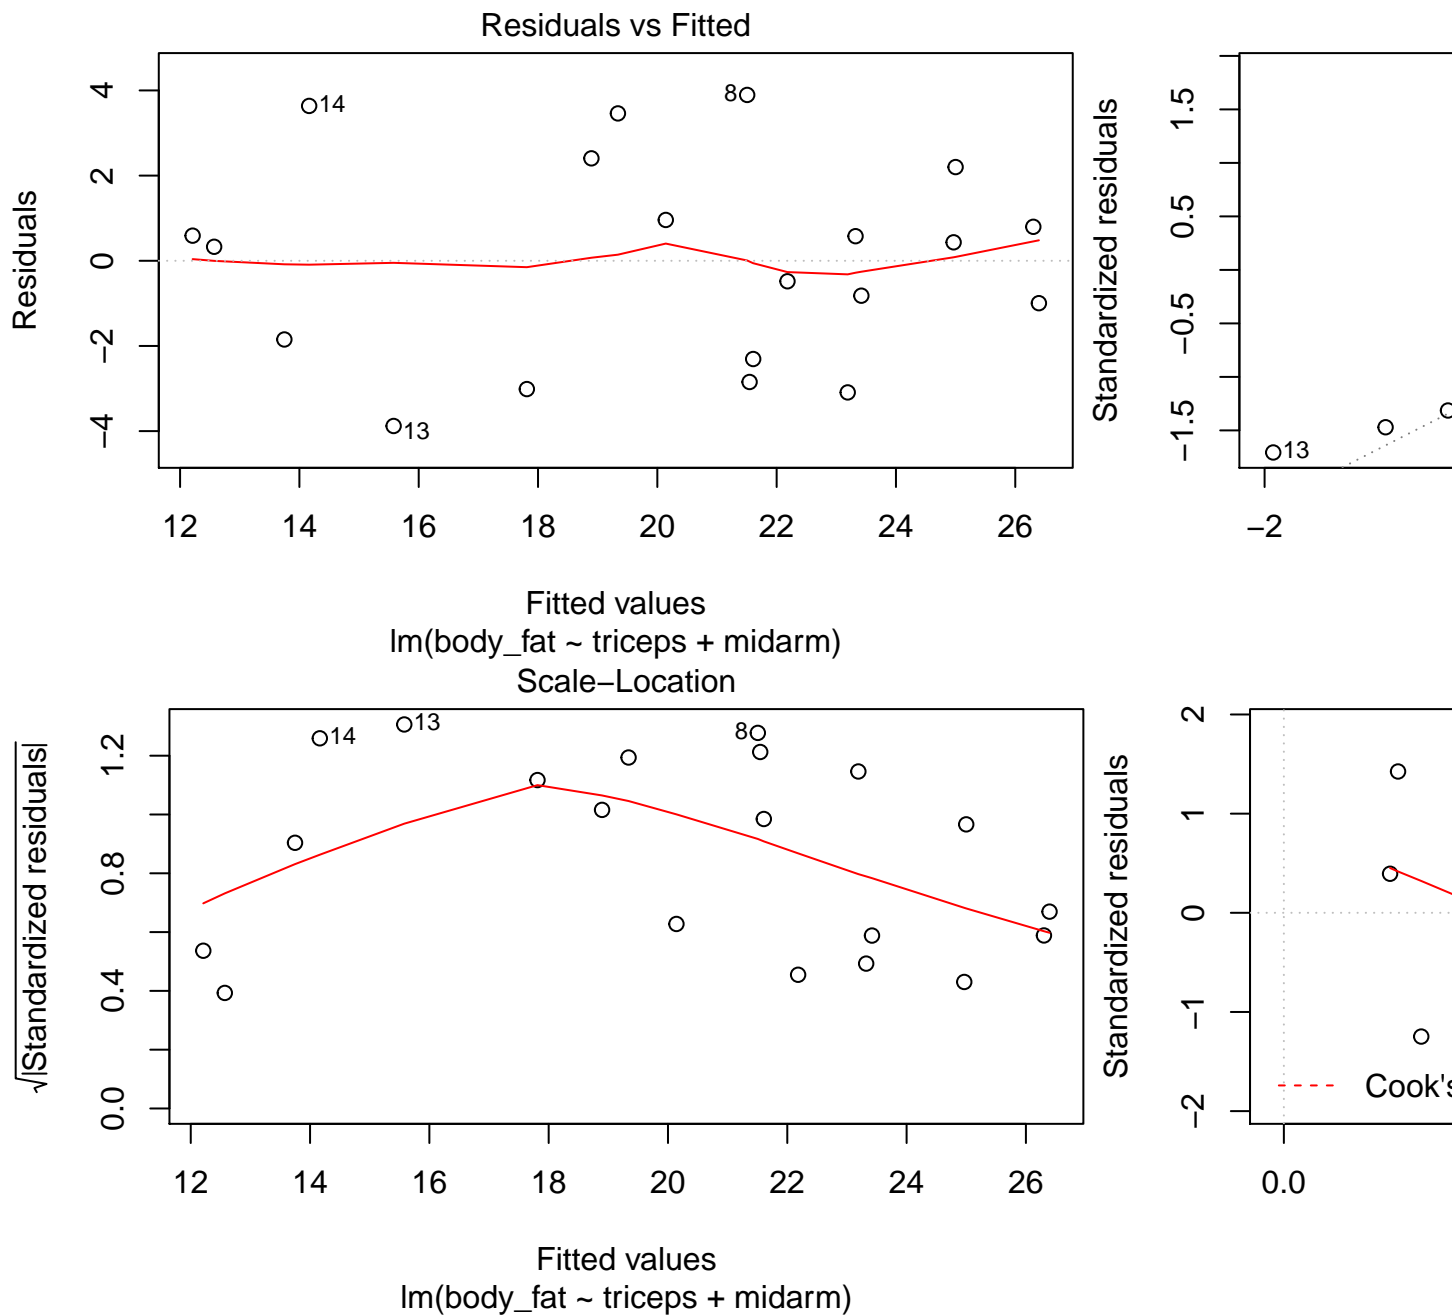 Residuals vs Fitted
Residuals
4
2
0
−2
−4
14
8
13
12 14 16 18 20 22 24 26
Fitted values
lm(body_fat ~ triceps + midarm)
Standardized residuals
1.5
0.5
−0.5
−1.5
13
−2
Scale−Location
√|Standardized residuals|
1.2
0.8
0.4
0.0
14
13
8
12 14 16 18 20 22 24 26
Fitted values
lm(body_fat ~ triceps + midarm)
Standardized residuals
2
1
0
−1
−2
Cook's
0.0